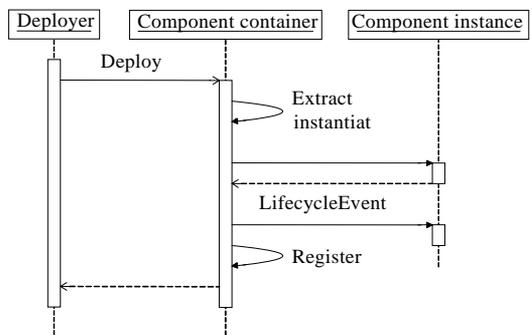 Deployer
Component container
Component instance
Deploy
Extract
instantiat
LifecycleEvent
Register